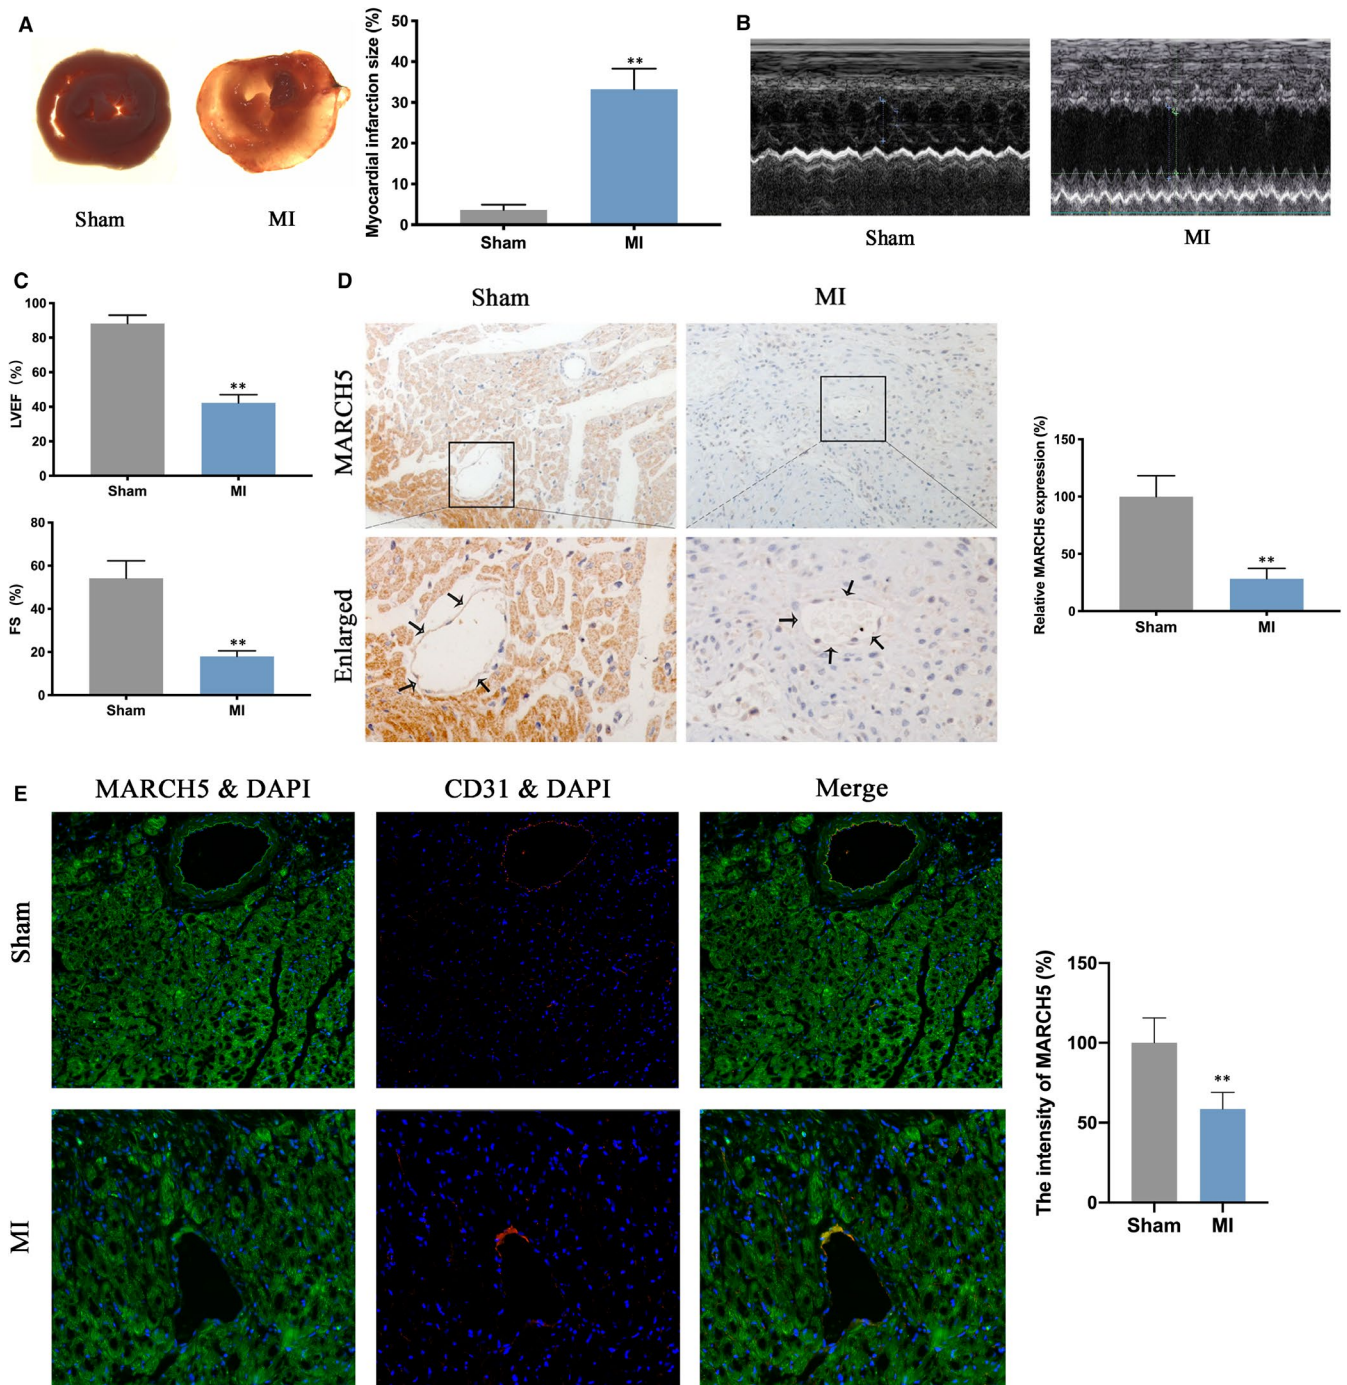 A
Sham
MI
Myocardial infarction size (%)
50
40
30
20
10
0
**
Sham
MI
B
Sham
MI
C
LVEF (%)
100
80
60
40
20
0
**
Sham
MI
FS (%)
80
60
40
20
0
**
Sham
MI
D
Sham
MI
MARCH5
Enlarged
Relative MARCH5 expression (%)
150
100
50
0
**
Sham
MI
E
MARCH5 & DAPI
CD31 & DAPI
Merge
Sham
MI
The intensity of MARCH5 (%)
150
100
50
0
**
Sham
MI